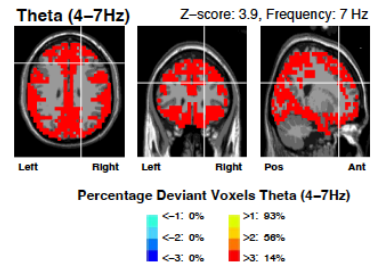 Theta (4-7Hz) Z-score: 3.9, Frequency: 7 Hz
Left Right Left Right Pos Ant
Percentage Deviant Voxels Theta (4-7Hz)
<-1: 0% >1: 93%
<-2: 0% >2: 56%
<-3: 0% >3: 14%